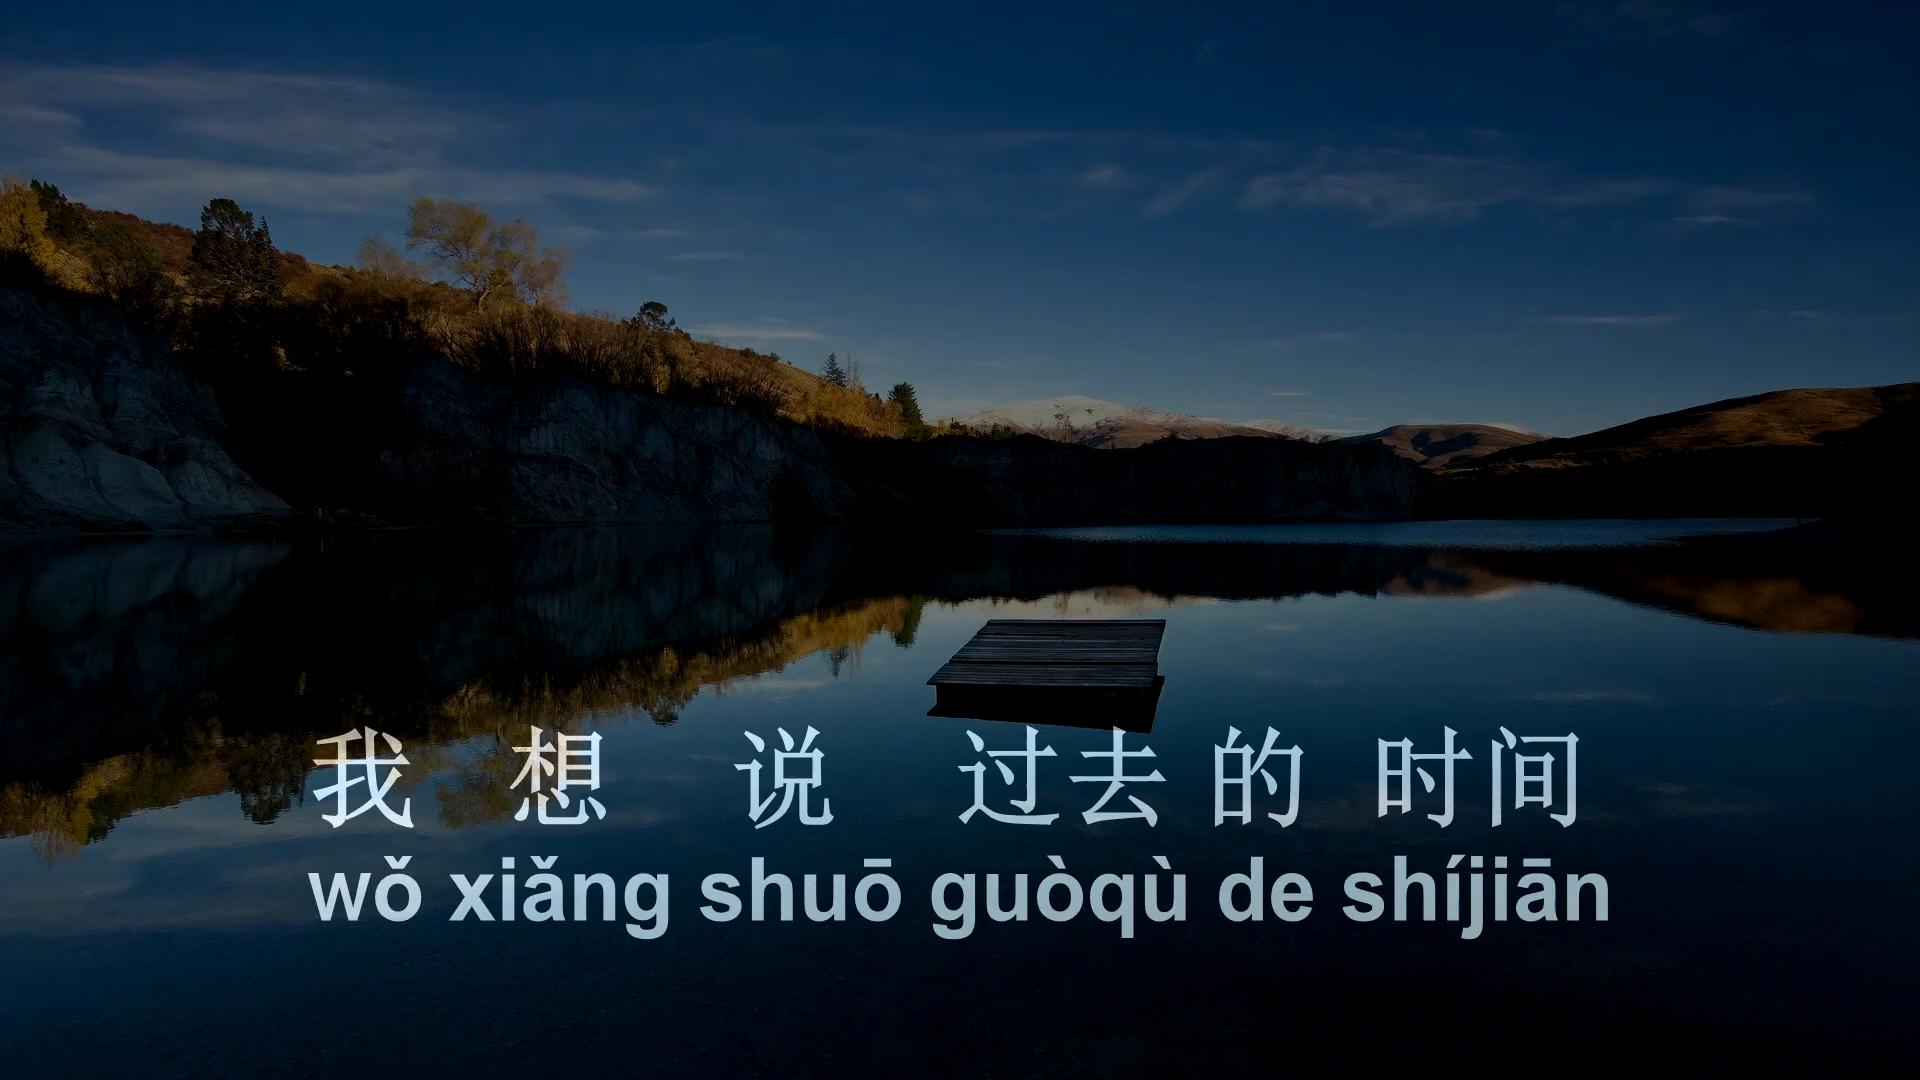 我 想 说 过去 的 时间
wǒ xiǎng shuō guòqù de shíjiān